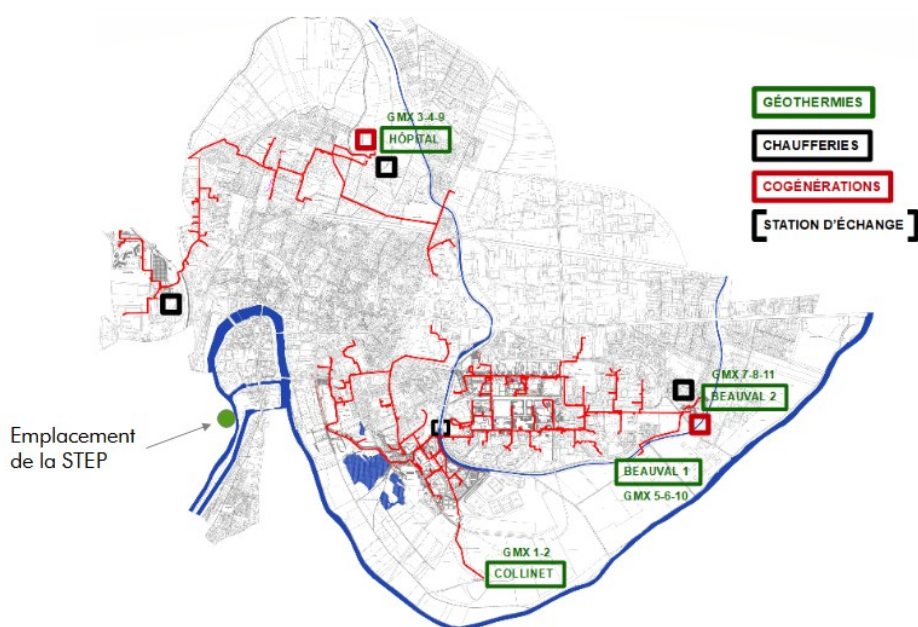 GMX 3-4-9
HÔPITAL
GÉOTHERMIES
CHAUFFERIES
COGÉNÉRATIONS
STATION D'ÉCHANGE
GMX 7-8-11
BEAUVAL 2
Emplacement
de la STEP
BEAUVAL 1
GMX 5-6-10
GMX 1-2
COLLINET